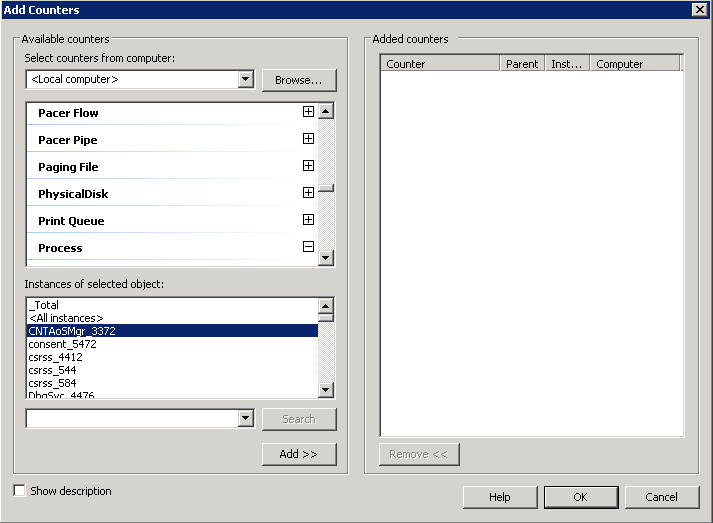 Add Counters
Available counters
Select counters from computer:
<Local computer>
Browse...
Pacer Flow
Pacer Pipe
Paging File
PhysicalDisk
Print Queue
Process
Instances of selected object:
_Total
<All instances>
CNTAoSMgr_3372
consent_5472
csrss_4412
csrss_544
csrss_584
DbgSvc_4476
Search
Add >>
Show description
Added counters
Counter Parent Inst... Computer
Remove <<
Help OK Cancel